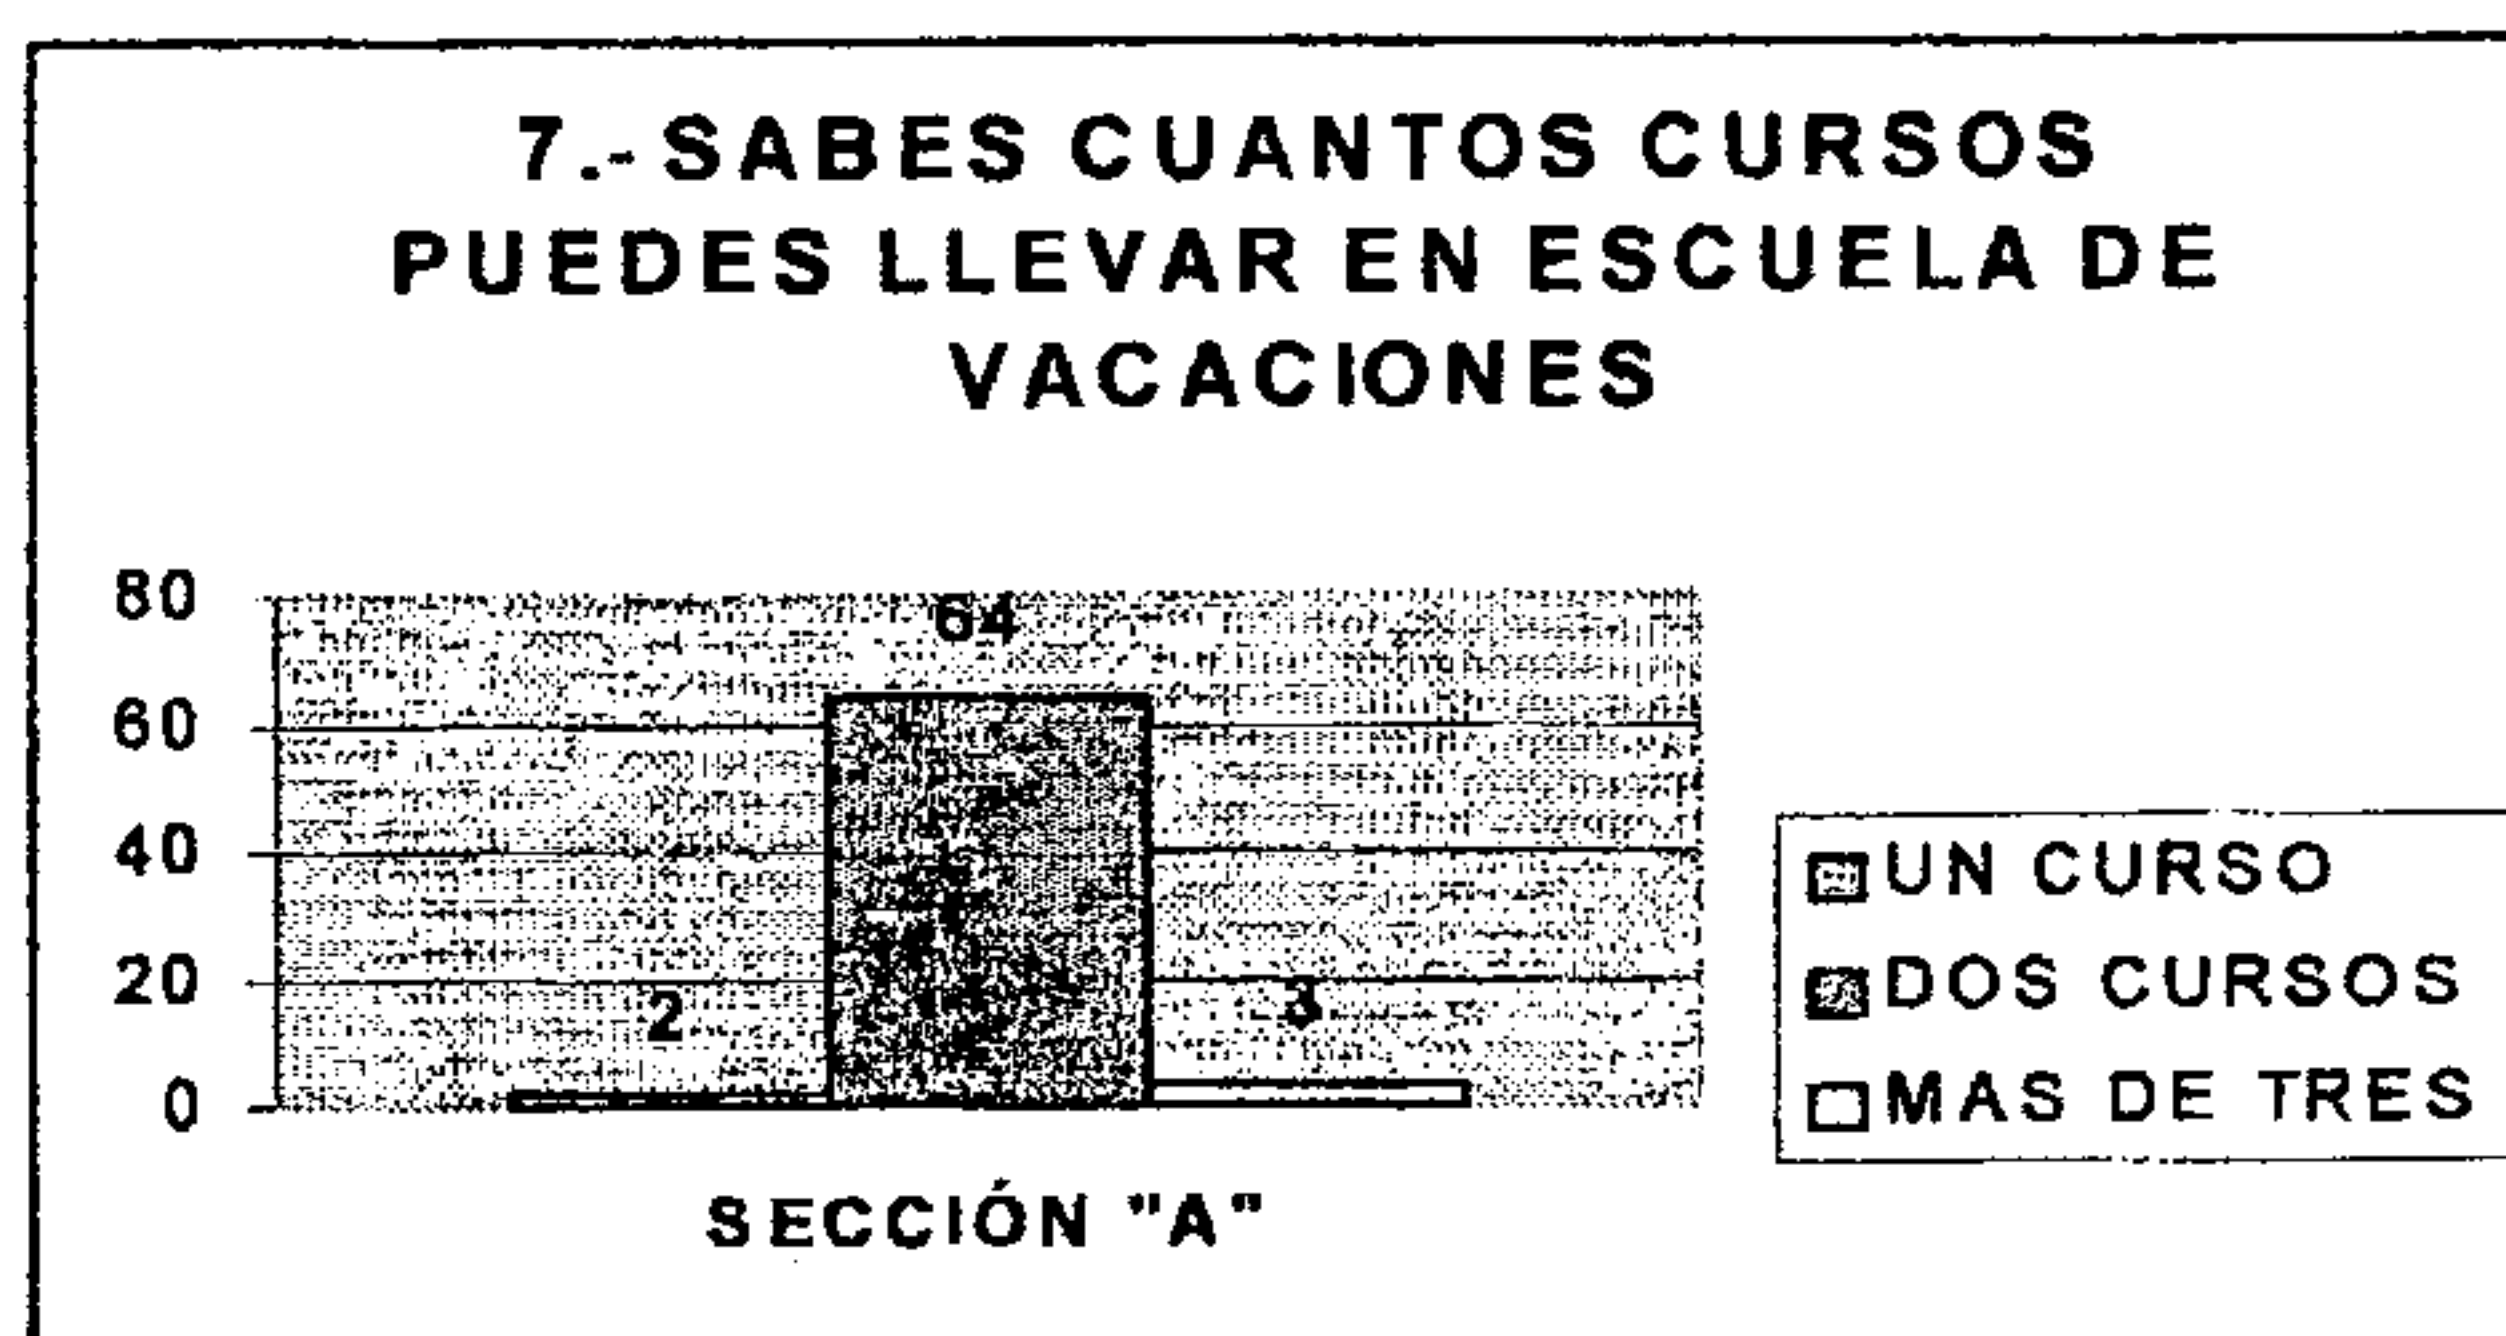 7.- SABES CUANTOS CURSOS
PUEDES LLEVAR EN ESCUELA DE
VACACIONES
80
60
40
20
0
64
2
3
UN CURSO
DOS CURSOS
MAS DE TRES
SECCIÓN "A"